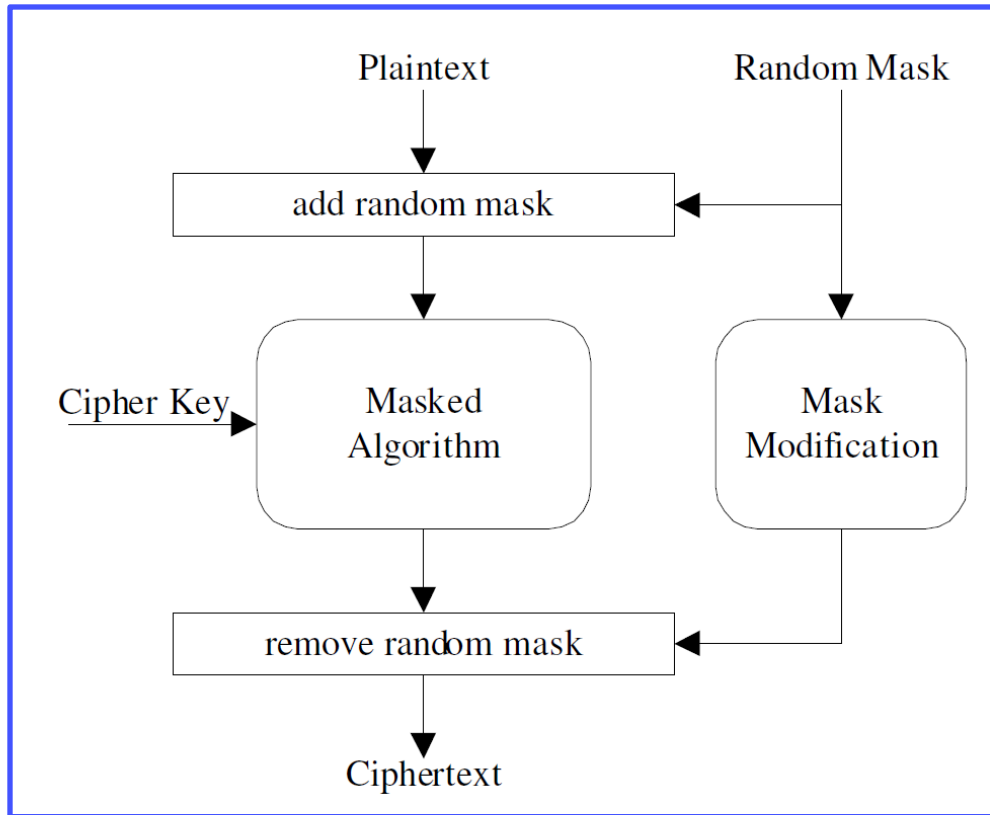 Plaintext
Random Mask
add random mask
Cipher Key
Masked
Algorithm
Mask
Modification
remove random mask
Ciphertext